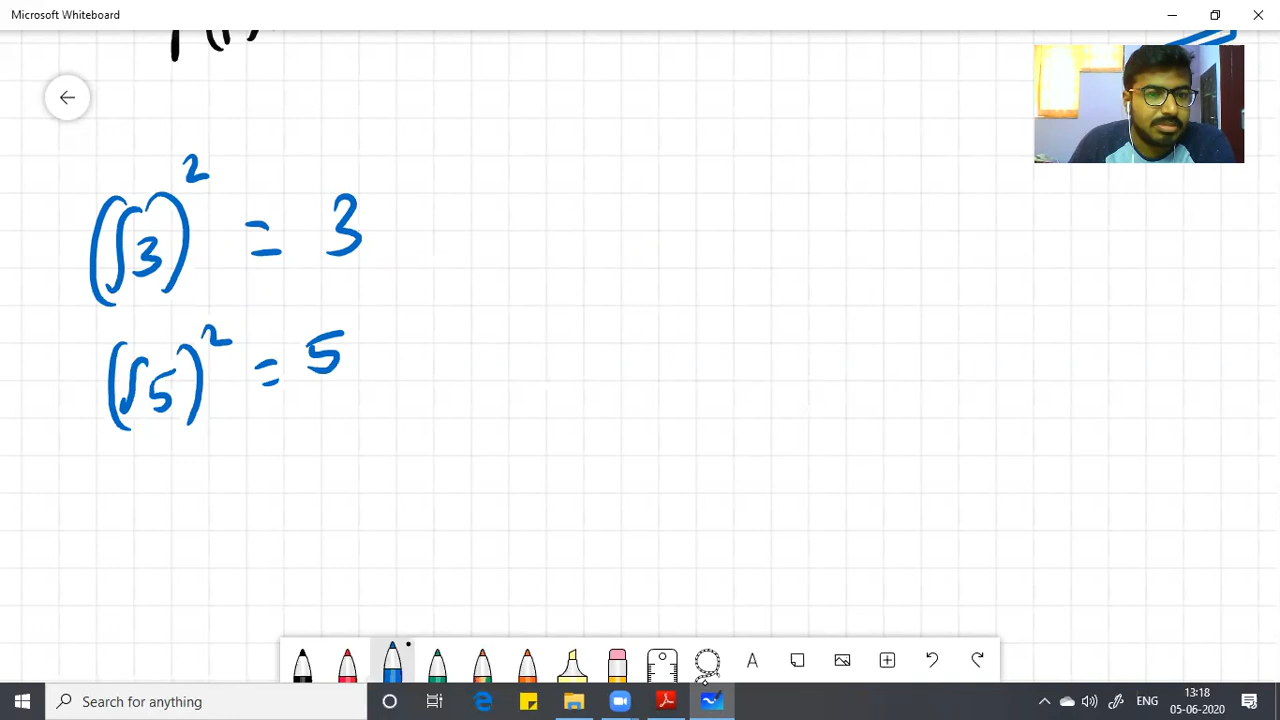 Microsoft Whiteboard
(√3)² = 3
(√5)² = 5
A
Search for anything
ENG
13:18
05-06-2020